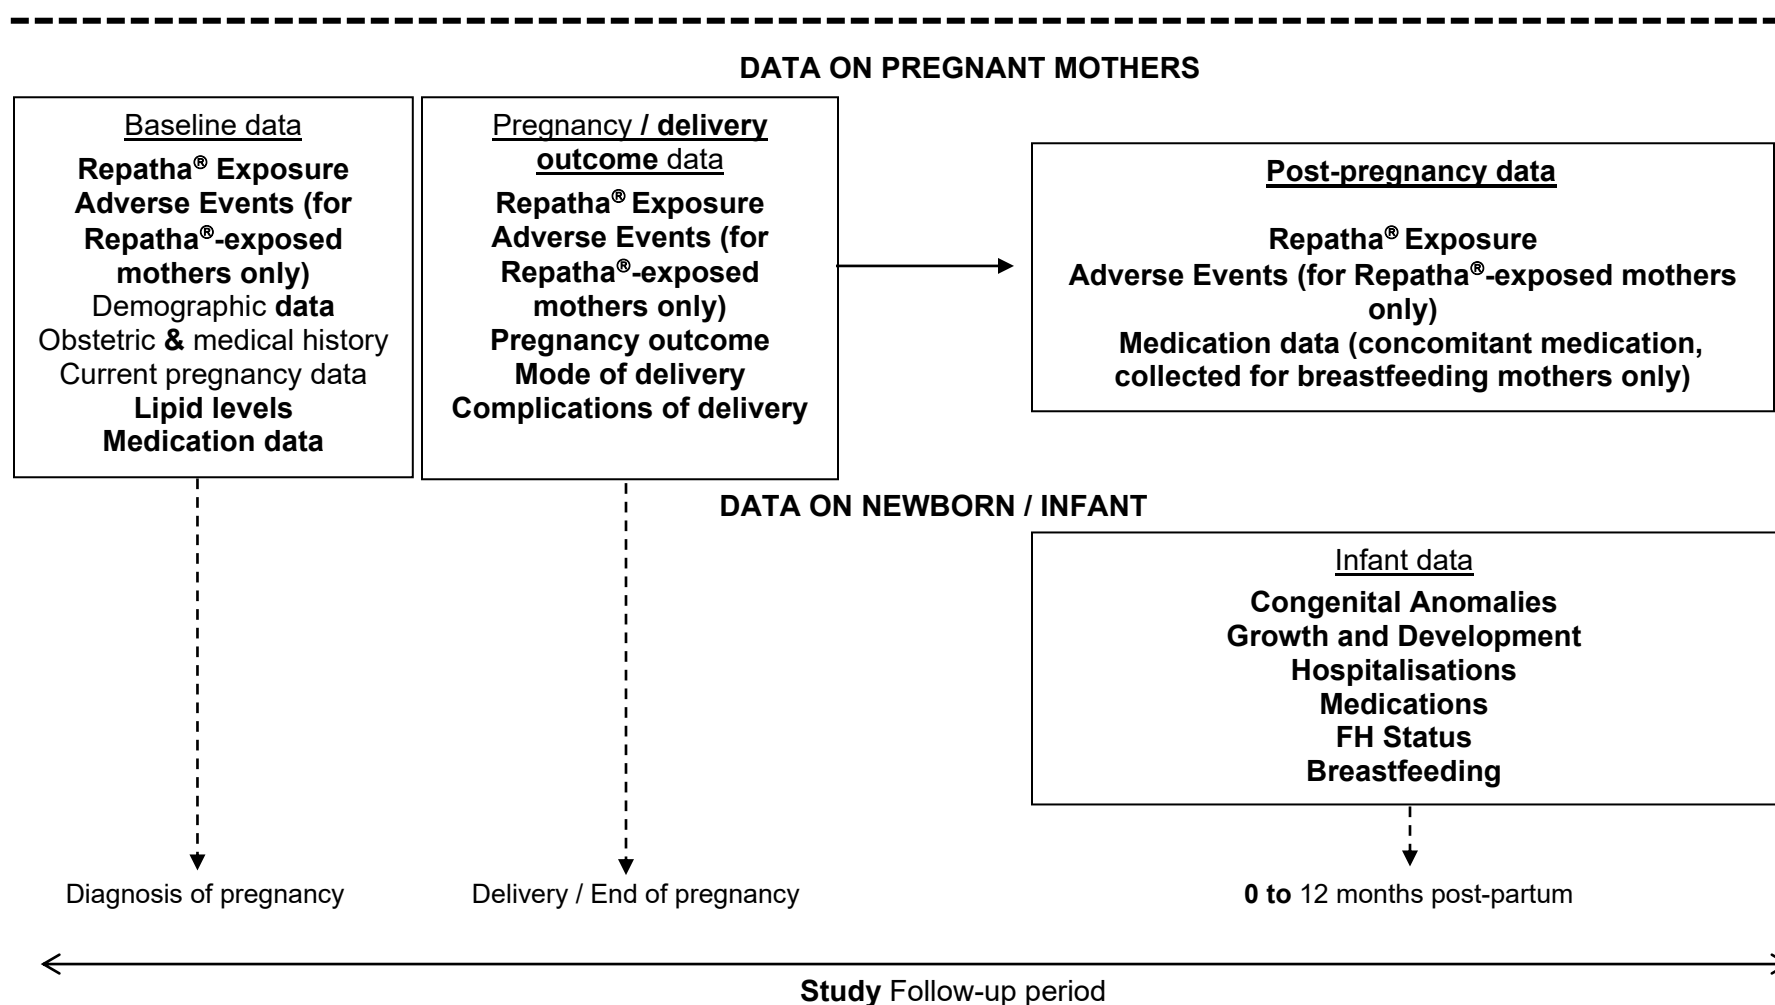 DATA ON PREGNANT MOTHERS
Baseline data
Repatha® Exposure
Adverse Events (for
Repatha®-exposed
mothers only)
Demographic data
Obstetric & medical history
Current pregnancy data
Lipid levels
Medication data
Pregnancy / delivery
outcome data
Repatha® Exposure
Adverse Events (for
Repatha®-exposed
mothers only)
Pregnancy outcome
Mode of delivery
Complications of delivery
Post-pregnancy data
Repatha® Exposure
Adverse Events (for Repatha®-exposed mothers
only)
Medication data (concomitant medication,
collected for breastfeeding mothers only)
DATA ON NEWBORN / INFANT
Infant data
Congenital Anomalies
Growth and Development
Hospitalisations
Medications
FH Status
Breastfeeding
Diagnosis of pregnancy
Delivery / End of pregnancy
0 to 12 months post-partum
Study Follow-up period